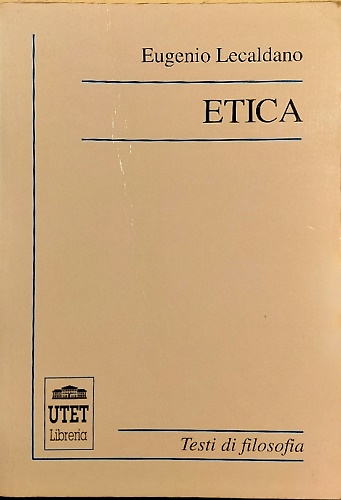 Eugenio Lecaldano
ETICA
UTET
Libreria
Testi di filosofia